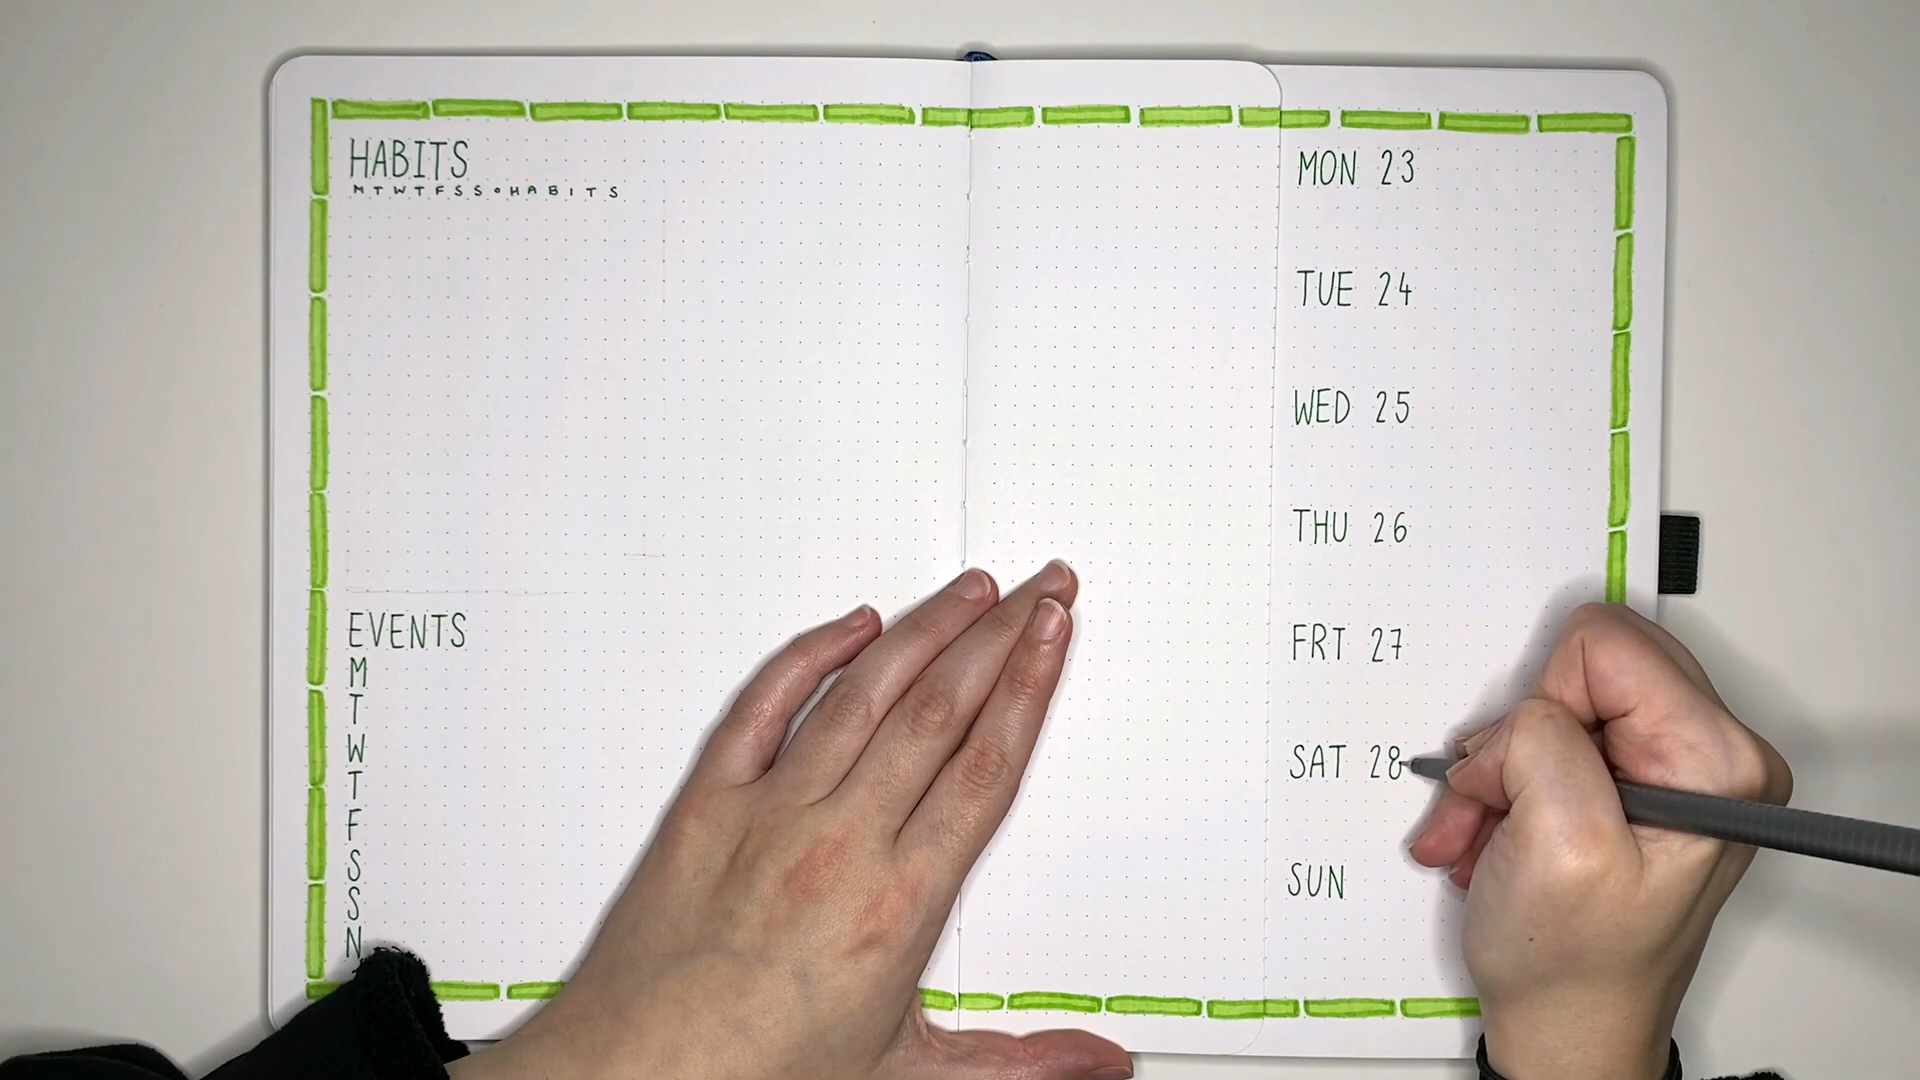 HABITS
MTWTFSS•HABITS
EVENTS
M
T
W
T
F
S
S
N
MON 23
TUE 24
WED 25
THU 26
FRI 27
SAT 28
SUN